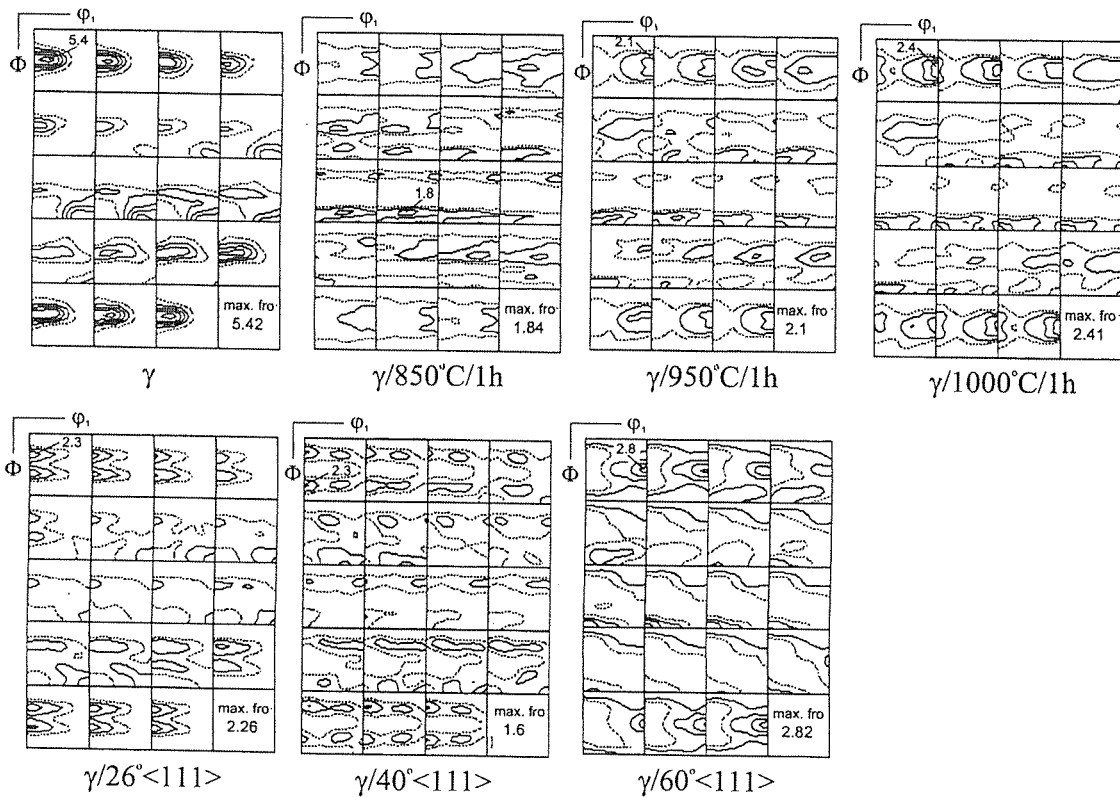 φ₁
φ₁
φ₁
φ₁
Φ
Φ
Φ
Φ
5.4
2.1
2.4
1.8
max. fro
5.42
max. fro
1.84
max. fro
2.1
max. fro
2.41
γ
γ/850°C/1h
γ/950°C/1h
γ/1000°C/1h
φ₁
φ₁
φ₁
Φ
Φ
Φ
2.3
2.3
2.8
max. fro
2.26
max. fro
1.6
max. fro
2.82
γ/26°<111>
γ/40°<111>
γ/60°<111>